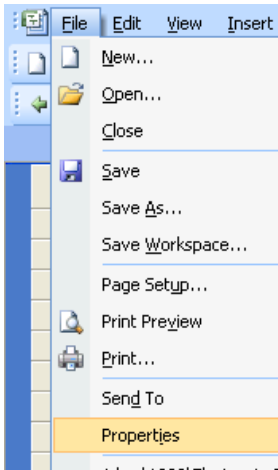 File Edit View Insert
New...
Open...
Close
Save
Save As...
Save Workspace...
Page Setup...
Print Preview
Print...
Send To
Properties